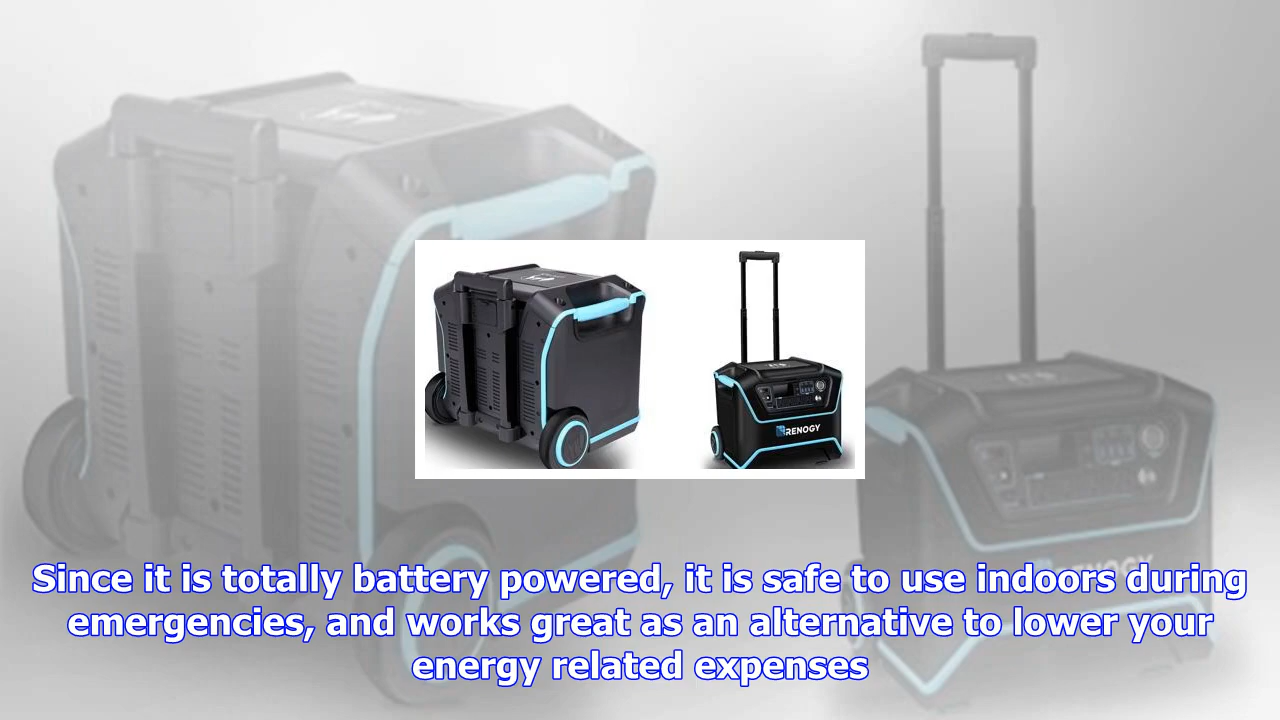 RENOGY
Since it is totally battery powered, it is safe to use indoors during
emergencies, and works great as an alternative to lower your
energy related expenses
RENOGY